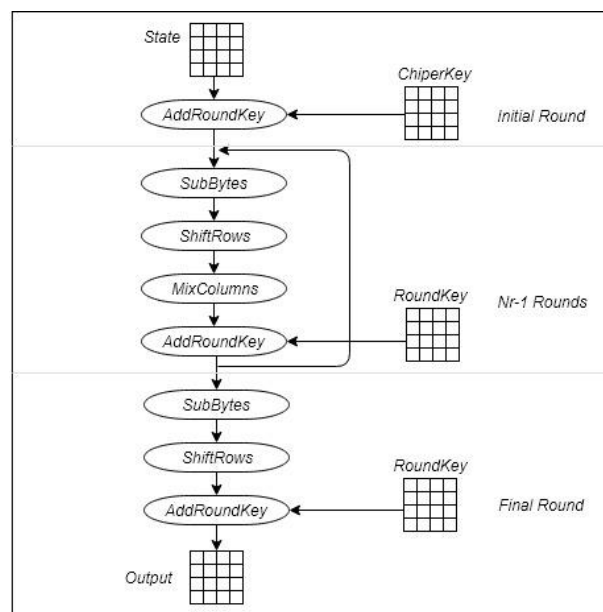 State
ChiperKey
AddRoundKey
initial Round
SubBytes
ShiftRows
MixColumns
RoundKey
Nr-1 Rounds
AddRoundKey
SubBytes
ShiftRows
RoundKey
Final Round
AddRoundKey
Output